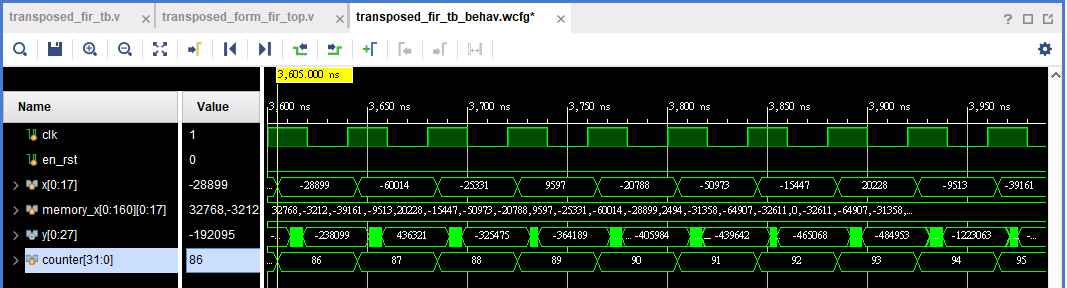 transposed_fir_tb.v × transposed_form_fir_top.v × transposed_fir_tb_behav.wcfg* × ?
3,605.000 ns
Name Value 3,600 ns 3,650 ns 3,700 ns 3,750 ns 3,800 ns 3,850 ns 3,900 ns 3,950 ns
clk 1
en_rst 0
x[0:17] -28899 ... -28899 -60014 -25331 9597 -20788 -50973 -15447 20228 -9513 -39161
memory_x[0:160][0:17] 32768,-3212 32768,-3212,-39161,-9513,20228,-15447,-50973,-20788,9597,-25331,-60014,-28899,2494,-31358,-64907,-32611,0,-32611,-64907,-31358,...
y[0:27] -192095 -... -238099 436321 -325475 -364189 ...-405984 ...-439642 -465068 -484953 -1223063 ...
counter[31:0] 86 ... 86 87 88 89 90 91 92 93 94 95